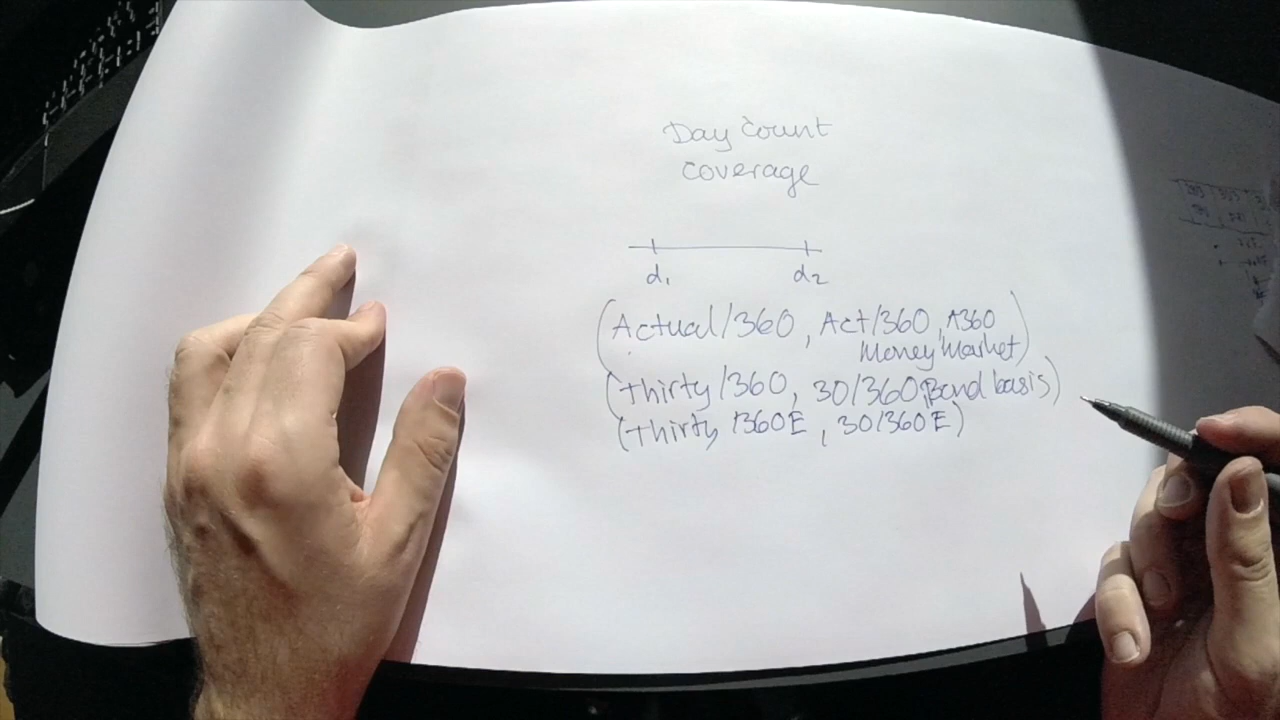 Day Count
coverage
d₁ d₂
(Actual/360, Act/360, A360
Money Market)
(Thirty/360, 30/360, Bond basis)
(Thirty/360E, 30/360E)